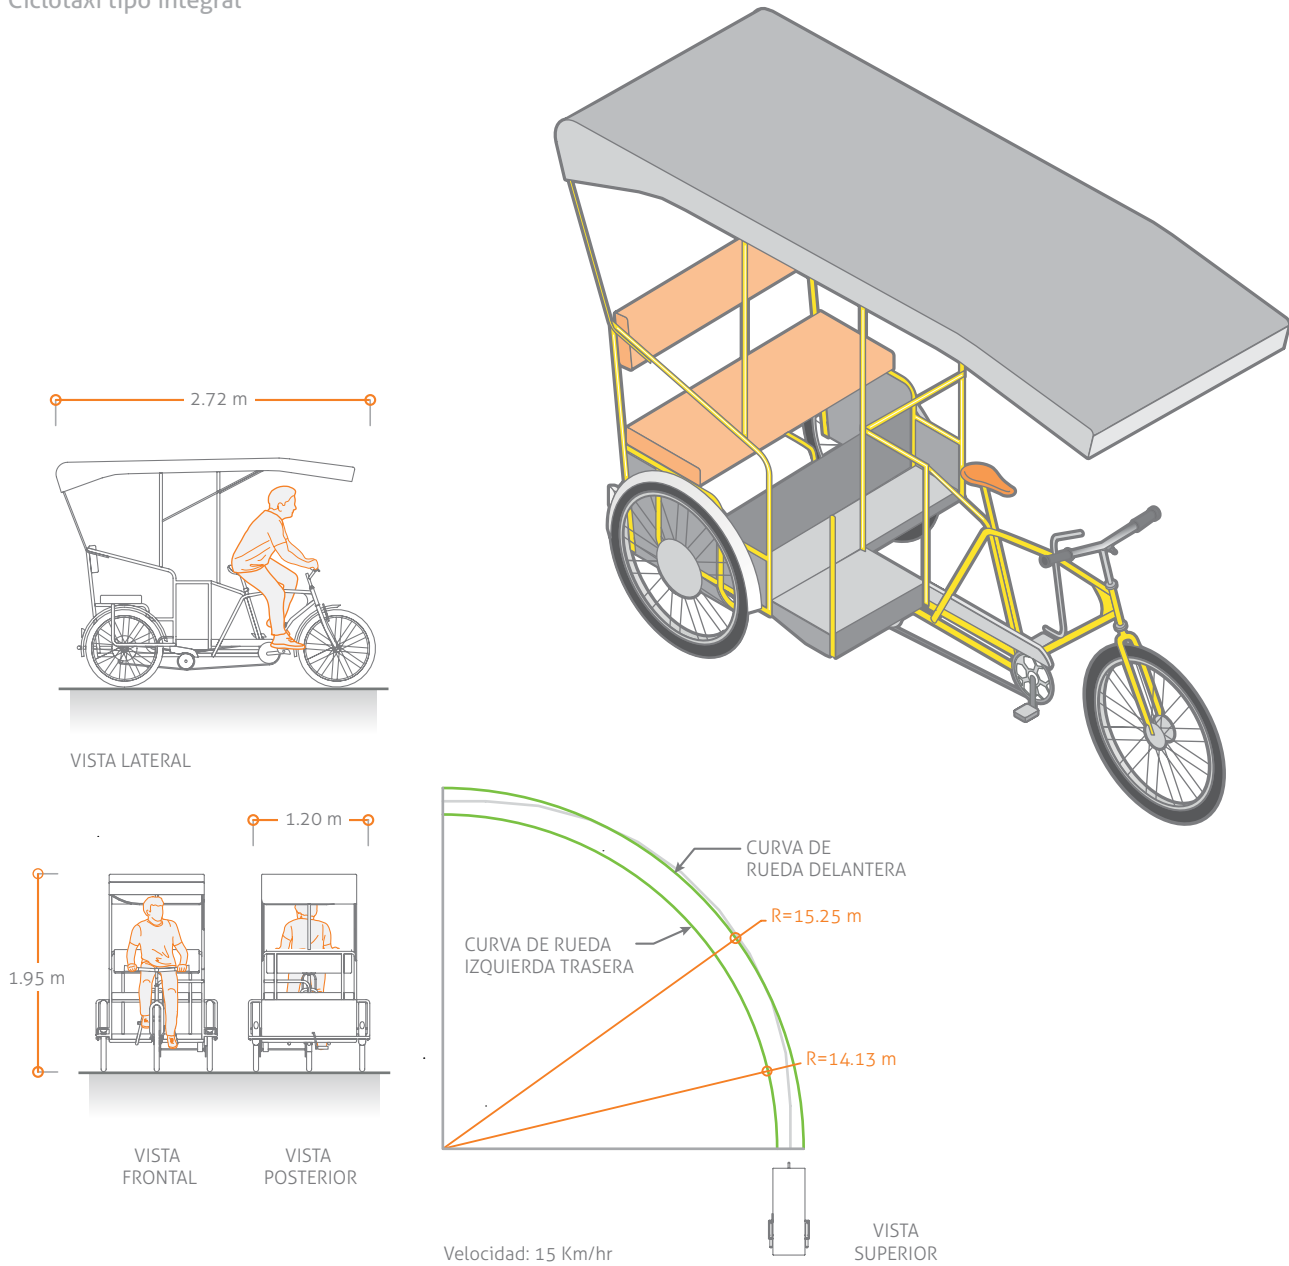 Ciclotaxi tipo integral
2.72 m
VISTA LATERAL
1.20 m
1.95 m
VISTA
FRONTAL
VISTA
POSTERIOR
CURVA DE
RUEDA DELANTERA
R=15.25 m
CURVA DE RUEDA
IZQUIERDA TRASERA
R=14.13 m
Velocidad: 15 Km/hr
VISTA
SUPERIOR